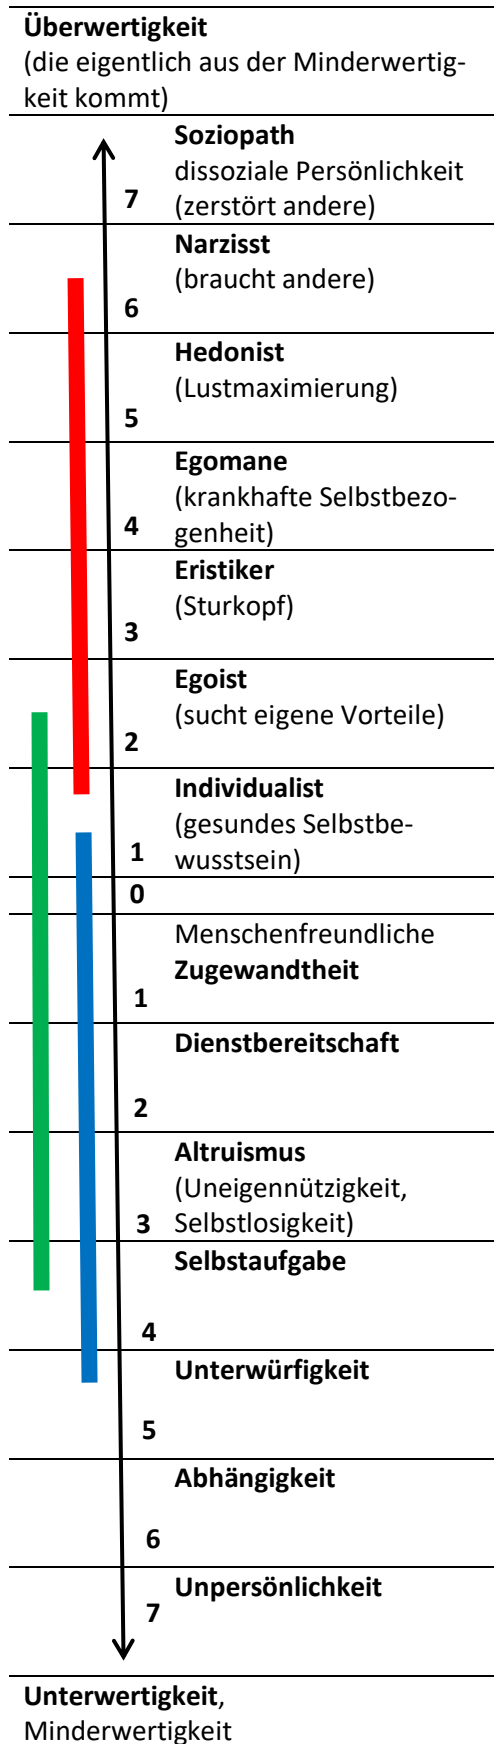 Überwertigkeit
(die eigentlich aus der Minderwertig-
keit kommt)
Soziopath
dissoziale Persönlichkeit
7 (zerstört andere)
Narzisst
(braucht andere)
6
Hedonist
(Lustmaximierung)
5
Egomane
(krankhafte Selbstbezo-
4 genheit)
Eristiker
(Sturkopf)
3
Egoist
(sucht eigene Vorteile)
2
Individualist
(gesundes Selbstbe-
1 wusstsein)
0
Menschenfreundliche
Zugewandtheit
1
Dienstbereitschaft
2
Altruismus
(Uneigennützigkeit,
3 Selbstlosigkeit)
Selbstaufgabe
4
Unterwürfigkeit
5
Abhängigkeit
6
Unpersönlichkeit
7
Unterwertigkeit,
Minderwertigkeit